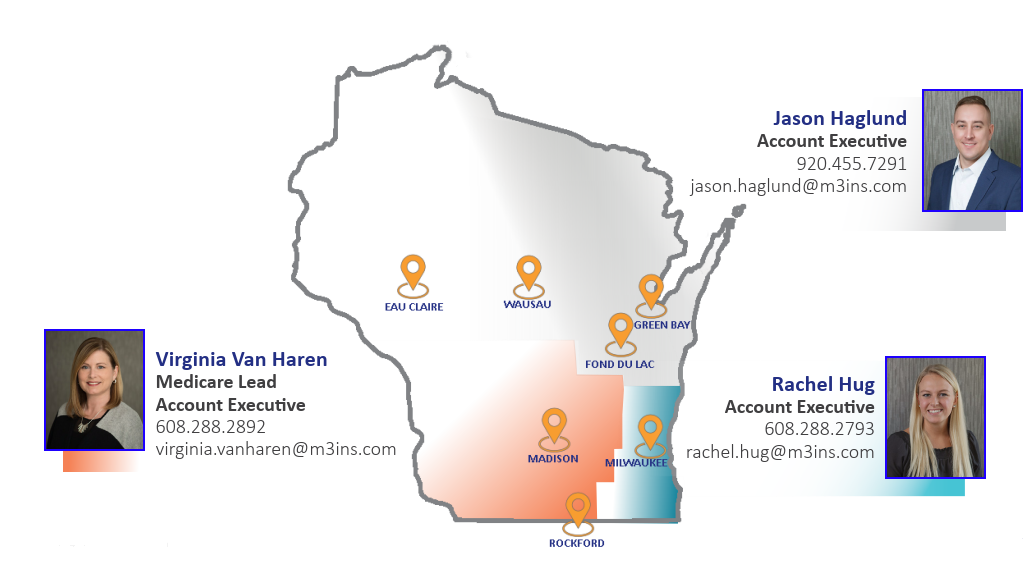 Jason Haglund
Account Executive
920.455.7291
jason.haglund@m3ins.com
EAU CLAIRE
WAUSAU
GREEN BAY
FOND DU LAC
Virginia Van Haren
Medicare Lead
Account Executive
608.288.2892
virginia.vanharen@m3ins.com
Rachel Hug
Account Executive
608.288.2793
rachel.hug@m3ins.com
MADISON
MILWAUKEE
ROCKFORD